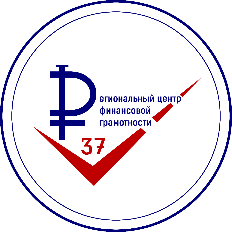 ₽егиональный центр
финансовой
грамотности
37